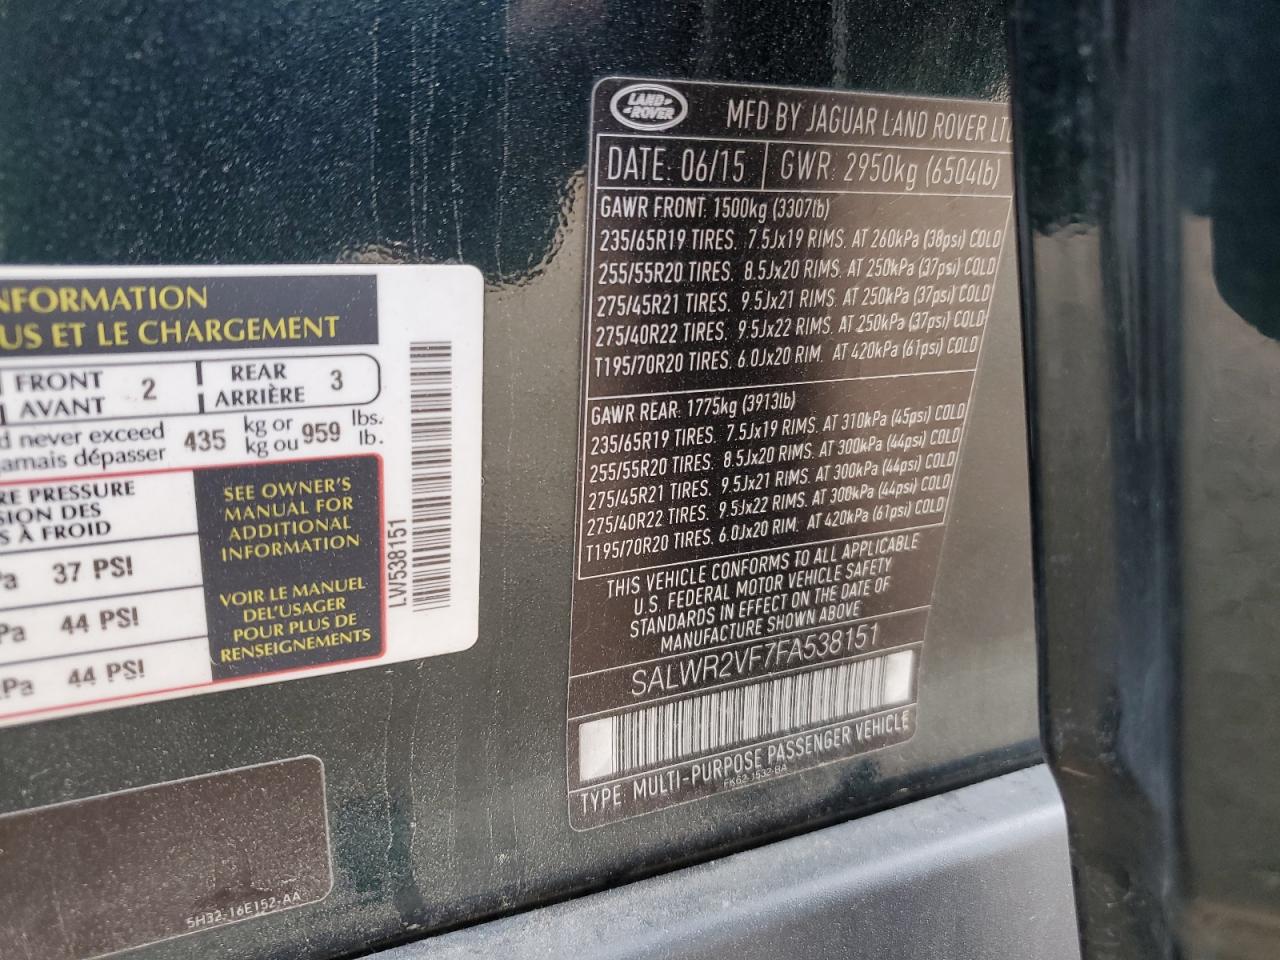 NFORMATION
US ET LE CHARGEMENT
FRONT
AVANT
2
REAR
ARRIÈRE
3
d never exceed
amais dépasser
435
kg or
kg ou
959
lbs.
lb.
RE PRESSURE
SION DES
S À FROID
Pa 37 PSI
Pa 44 PSI
kPa 44 PSI
SEE OWNER'S
MANUAL FOR
ADDITIONAL
INFORMATION
VOIR LE MANUEL
DEL'USAGER
POUR PLUS DE
RENSEIGNEMENTS
LW538151
5H32-16E152-AA
LAND
ROVER
MFD BY JAGUAR LAND ROVER LTD
DATE: 06/15
GWR: 2950kg (6504lb)
GAWR FRONT: 1500kg (3307lb)
235/65R19 TIRES. 7.5Jx19 RIMS. AT 260kPa (38psi) COLD
255/55R20 TIRES. 8.5Jx20 RIMS. AT 250kPa (37psi) COLD
275/45R21 TIRES. 9.5Jx21 RIMS. AT 250kPa (37psi) COLD
275/40R22 TIRES. 9.5Jx22 RIMS. AT 250kPa (37psi) COLD
T195/70R20 TIRES. 6.0Jx20 RIM. AT 420kPa (61psi) COLD
GAWR REAR: 1775kg (3913lb)
235/65R19 TIRES. 7.5Jx19 RIMS. AT 310kPa (45psi) COLD
255/55R20 TIRES. 8.5Jx20 RIMS. AT 300kPa (44psi) COLD
275/45R21 TIRES. 9.5Jx21 RIMS. AT 300kPa (44psi) COLD
275/40R22 TIRES. 9.5Jx22 RIMS. AT 300kPa (44psi) COLD
T195/70R20 TIRES. 6.0Jx20 RIM. AT 420kPa (61psi) COLD
THIS VEHICLE CONFORMS TO ALL APPLICABLE
U.S. FEDERAL MOTOR VEHICLE SAFETY
STANDARDS IN EFFECT ON THE DATE OF
MANUFACTURE SHOWN ABOVE
SALWR2VF7FA538151
TYPE: MULTI-PURPOSE PASSENGER VEHICLE
FK62-1532-BA